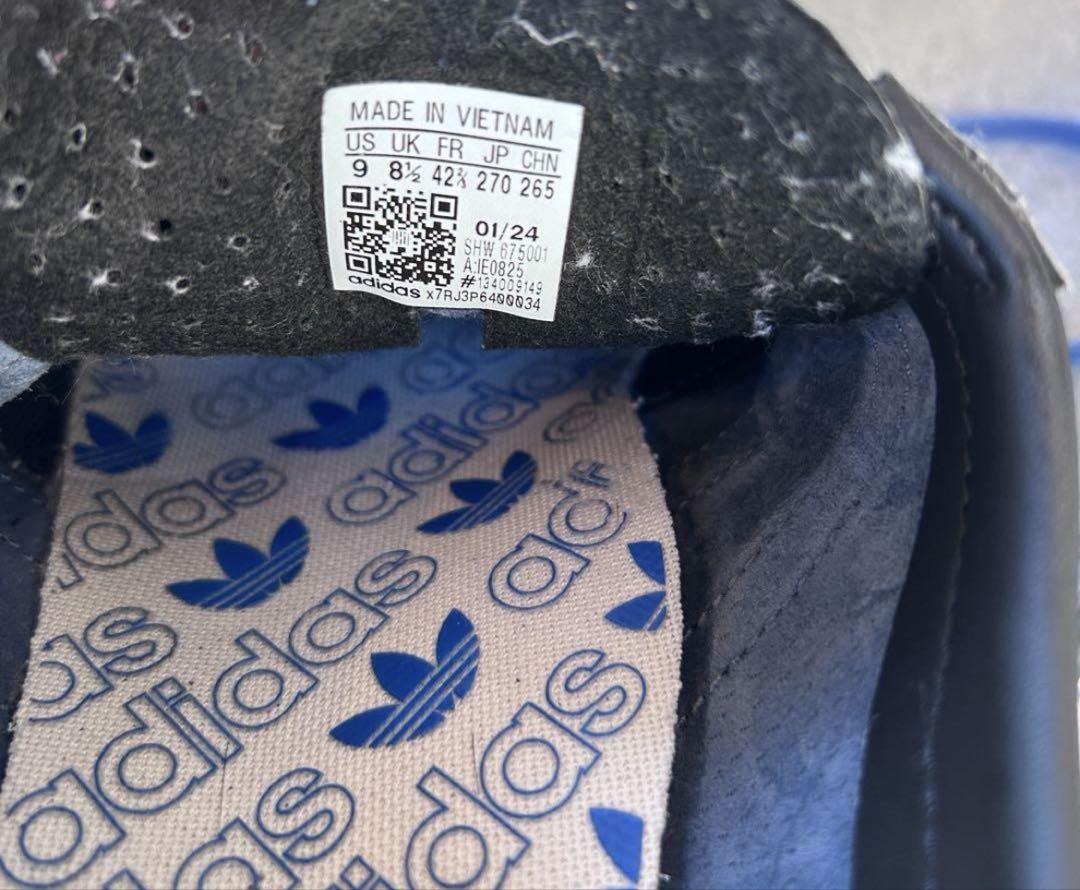 MADE IN VIETNAM
US UK FR JP CHN
9 8½ 42⅔ 270 265
01/24
SHW 675001
A:IE0825
#134009149
adidas x7RJ3P6400034
adidas
adidas
adidas
adidas